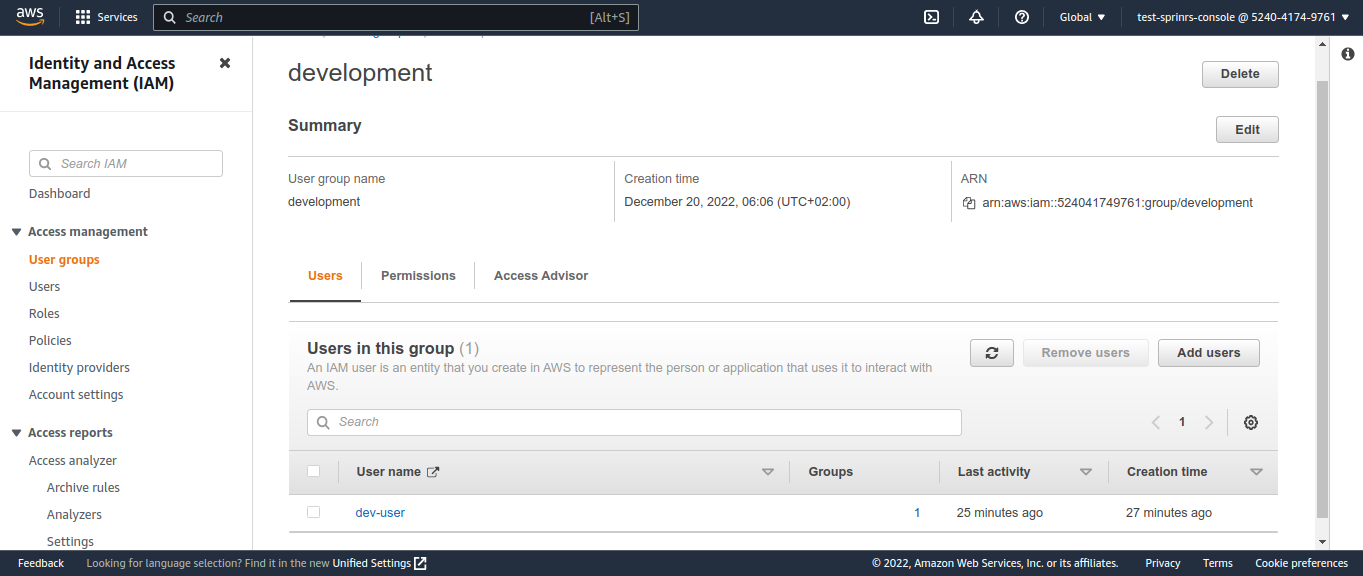 aws
Services
Search
[Alt+S]
Global
test-sprinrs-console @ 5240-4174-9761
Identity and Access
Management (IAM)
Search IAM
Dashboard
Access management
User groups
Users
Roles
Policies
Identity providers
Account settings
Access reports
Access analyzer
Archive rules
Analyzers
Settings
development
Delete
Summary
Edit
User group name
development
Creation time
December 20, 2022, 06:06 (UTC+02:00)
ARN
arn:aws:iam::524041749761:group/development
Users
Permissions
Access Advisor
Users in this group (1)
An IAM user is an entity that you create in AWS to represent the person or application that uses it to interact with
AWS.
Remove users
Add users
Search
1
User name
Groups
Last activity
Creation time
dev-user
1
25 minutes ago
27 minutes ago
Feedback
Looking for language selection? Find it in the new Unified Settings
© 2022, Amazon Web Services, Inc. or its affiliates.
Privacy
Terms
Cookie preferences